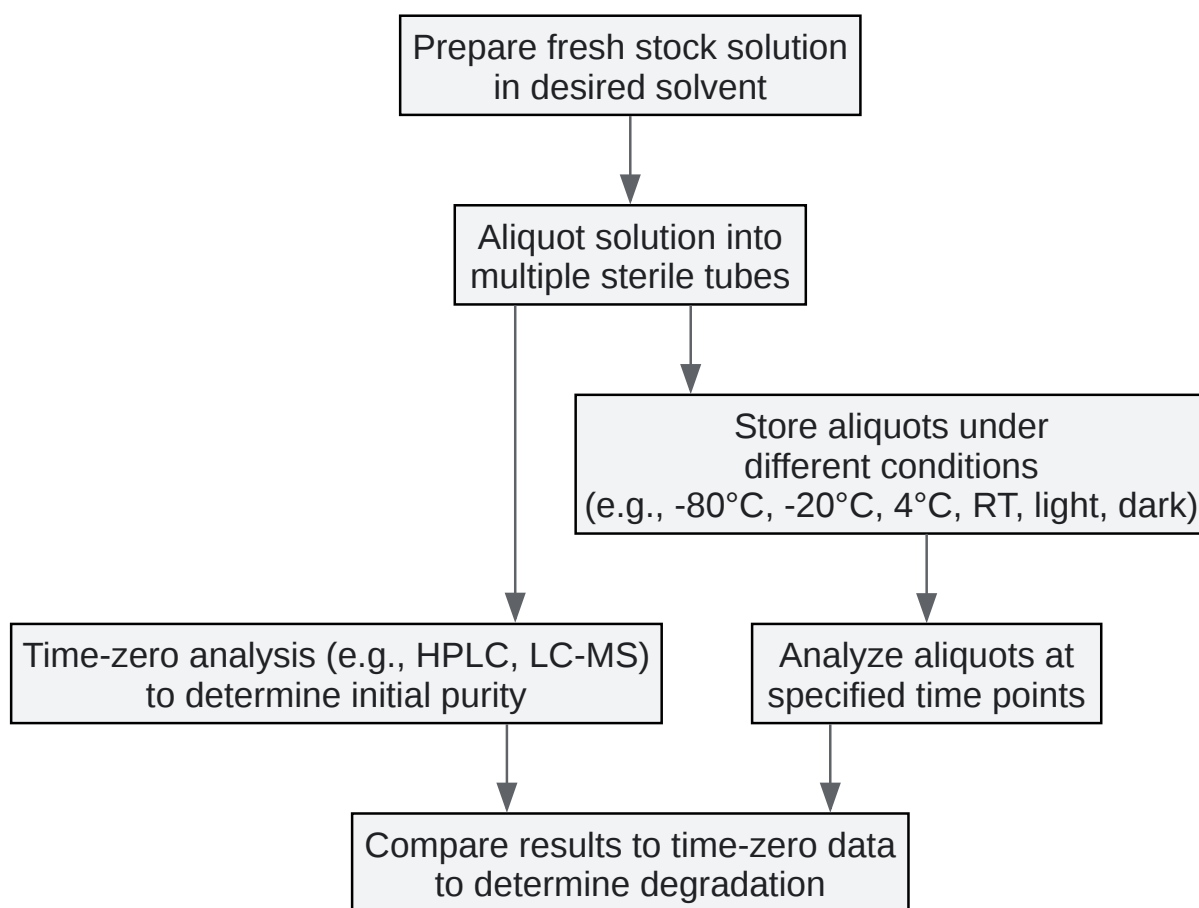 Prepare fresh stock solution
in desired solvent
Aliquot solution into
multiple sterile tubes
Store aliquots under
different conditions
(e.g., -80°C, -20°C, 4°C, RT, light, dark)
Time-zero analysis (e.g., HPLC, LC-MS)
to determine initial purity
Analyze aliquots at
specified time points
Compare results to time-zero data
to determine degradation